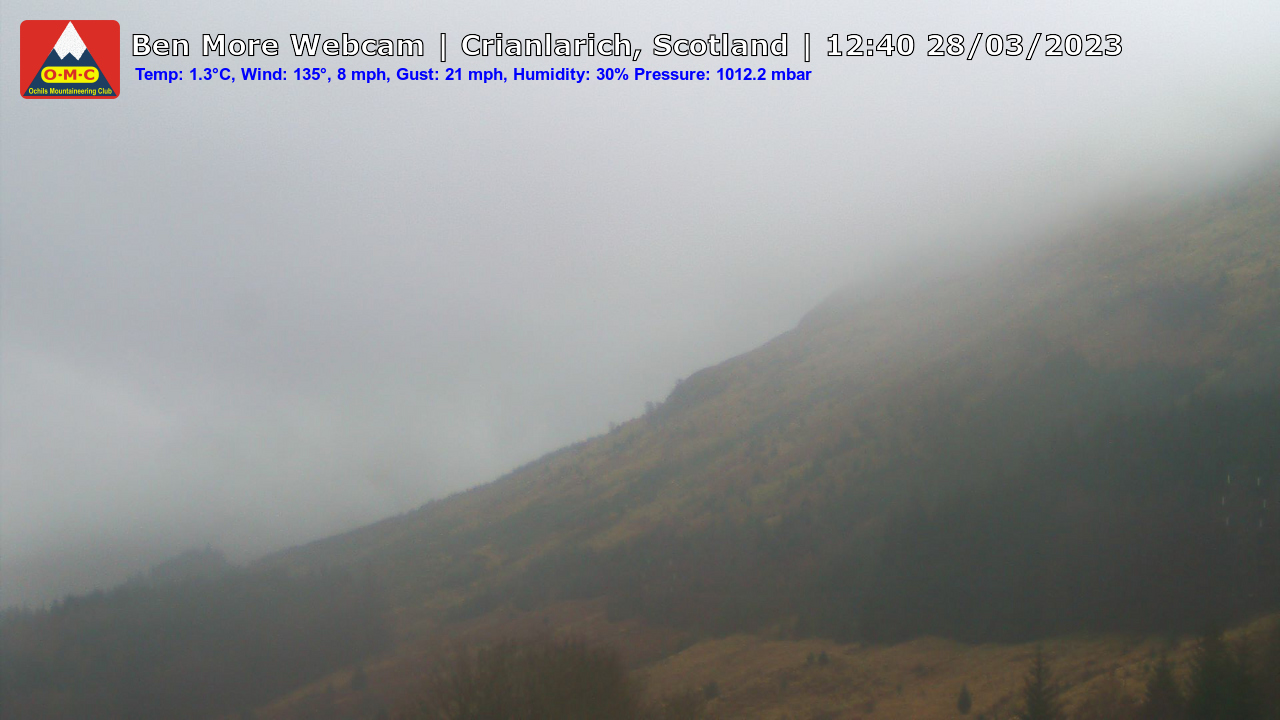 Ben More Webcam | Crianlarich, Scotland | 12:40 28/03/2023
Temp: 1.3°C, Wind: 135°, 8 mph, Gust: 21 mph, Humidity: 30% Pressure: 1012.2 mbar
O·M·C
Ochils Mountaineering Club